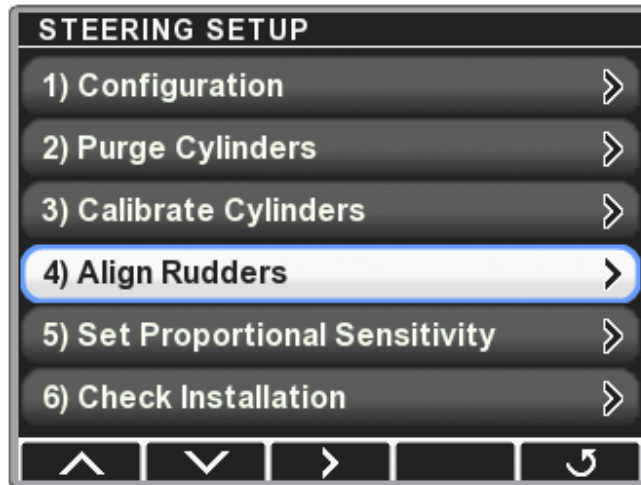 STEERING SETUP
1) Configuration
2) Purge Cylinders
3) Calibrate Cylinders
4) Align Rudders
5) Set Proportional Sensitivity
6) Check Installation